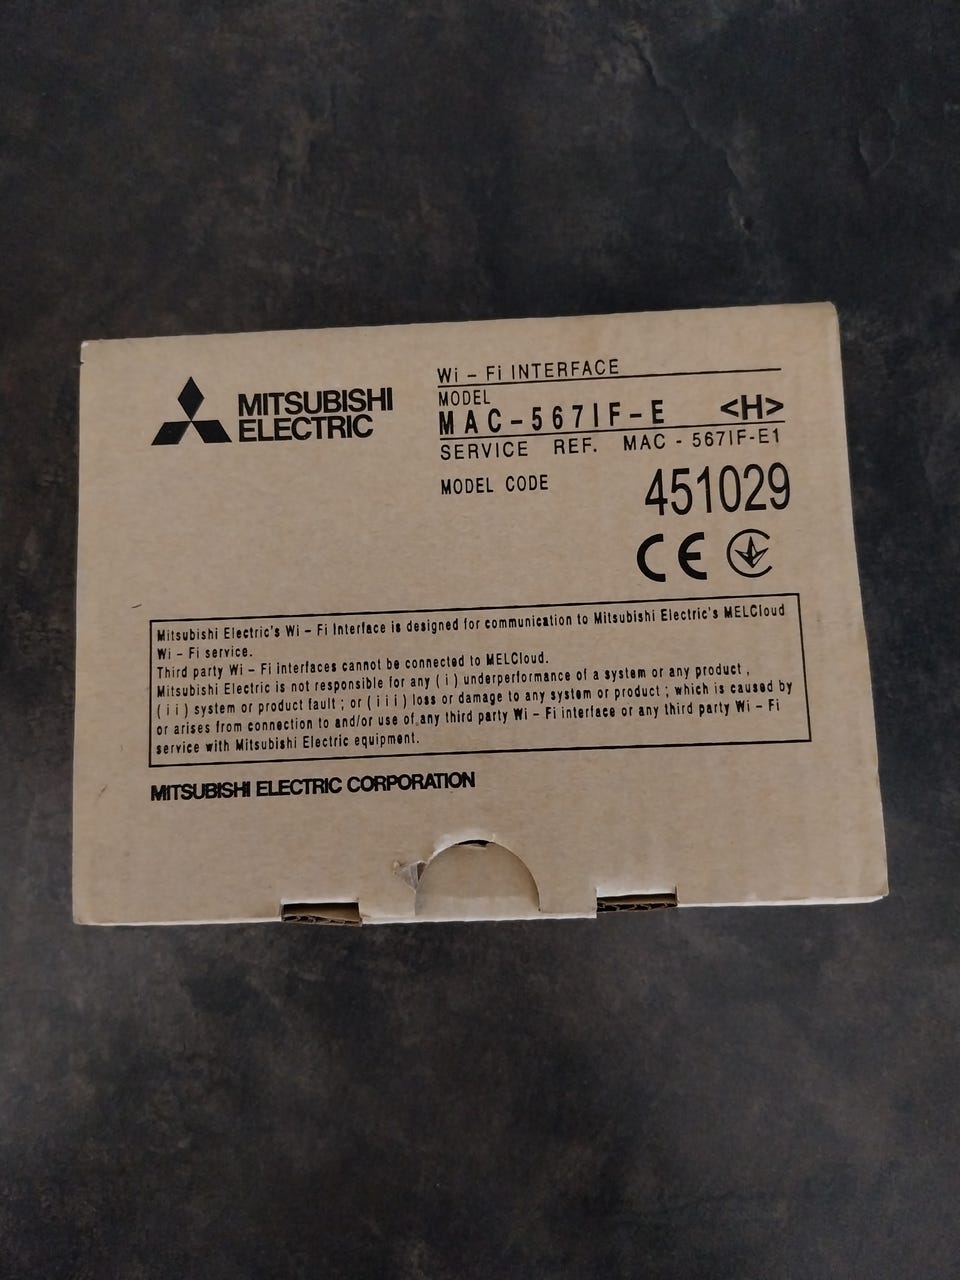 MITSUBISHI
ELECTRIC
Wi - Fi INTERFACE
MODEL
MAC-567IF-E <H>
SERVICE REF. MAC - 567IF-E1
MODEL CODE 451029
CE
Mitsubishi Electric's Wi - Fi Interface is designed for communication to Mitsubishi Electric's MELCloud
Wi - Fi service.
Third party Wi - Fi interfaces cannot be connected to MELCloud.
Mitsubishi Electric is not responsible for any ( i ) underperformance of a system or any product ,
( i i ) system or product fault ; or ( i i i ) loss or damage to any system or product ; which is caused by
or arises from connection to and/or use of any third party Wi - Fi interface or any third party Wi - Fi
service with Mitsubishi Electric equipment.
MITSUBISHI ELECTRIC CORPORATION